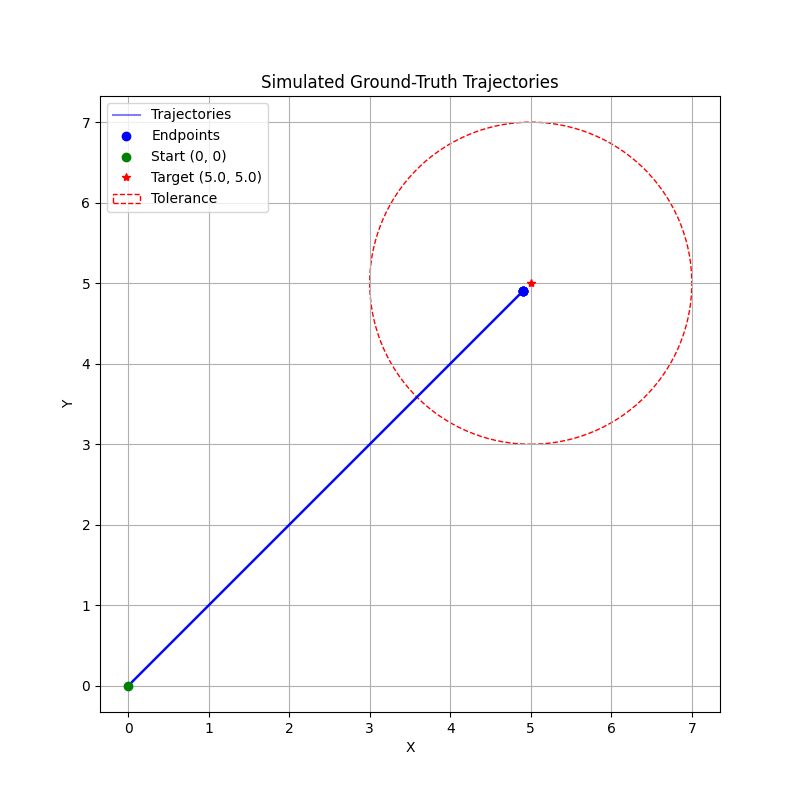 Simulated Ground-Truth Trajectories
Trajectories
Endpoints
Start (0, 0)
Target (5.0, 5.0)
Tolerance
7
6
5
4
3
2
1
0
Y
0 1 2 3 4 5 6 7
X